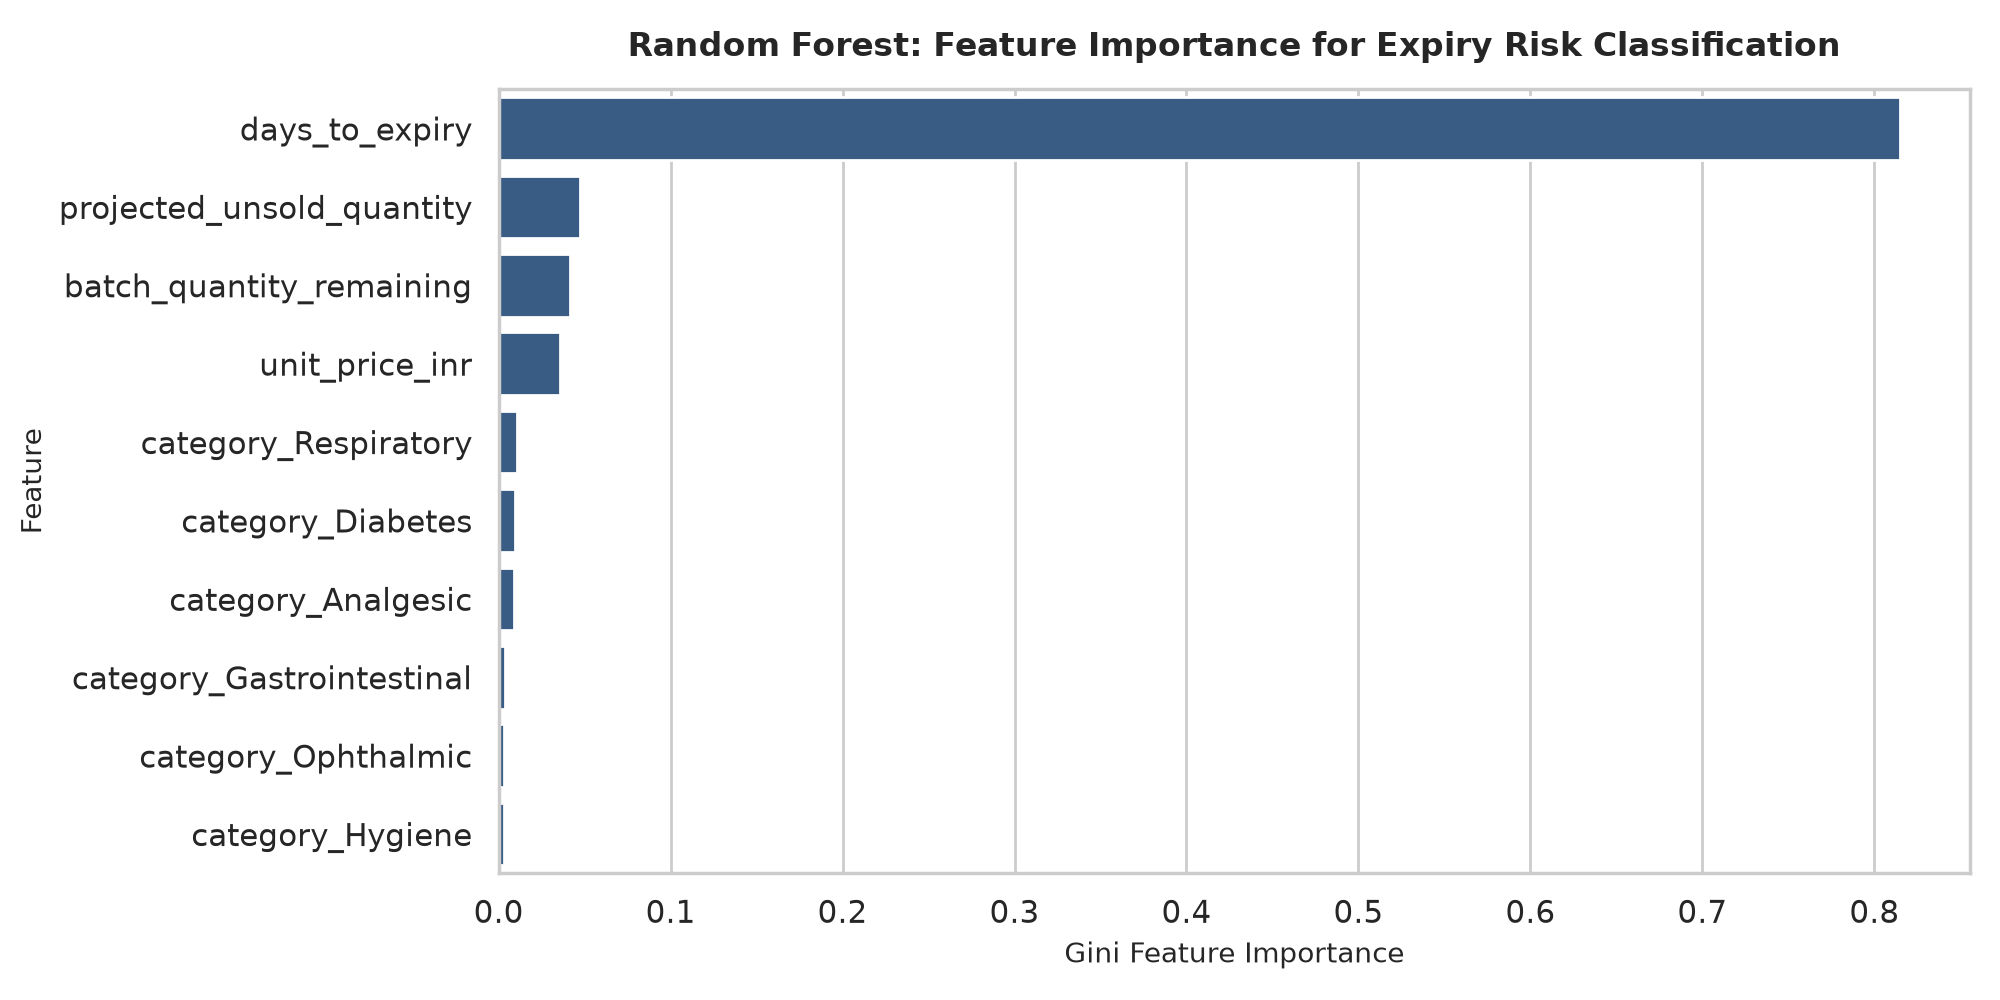 Random Forest: Feature Importance for Expiry Risk Classification
days_to_expiry
projected_unsold_quantity
batch_quantity_remaining
unit_price_inr
category_Respiratory
category_Diabetes
category_Analgesic
category_Gastrointestinal
category_Ophthalmic
category_Hygiene
Feature
0.0 0.1 0.2 0.3 0.4 0.5 0.6 0.7 0.8
Gini Feature Importance